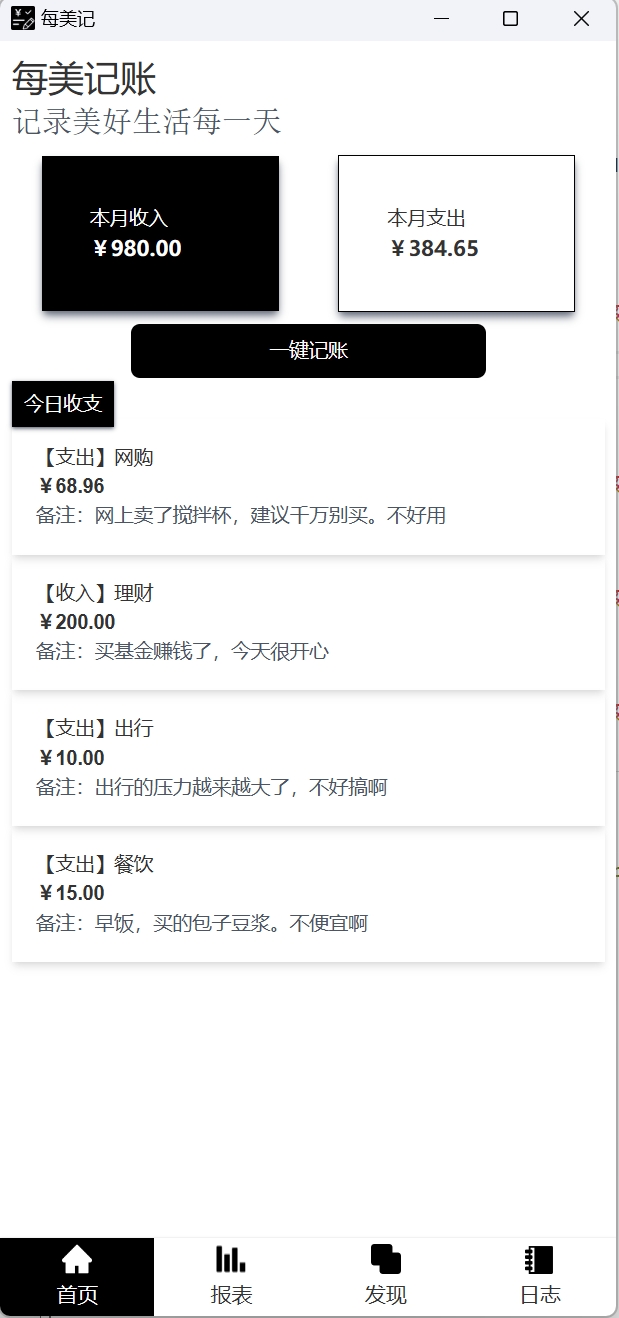 每美记
每美记账
记录美好生活每一天
本月收入
￥980.00
本月支出
￥384.65
一键记账
今日收支
【支出】网购
￥68.96
备注：网上卖了搅拌杯，建议千万别买。不好用
【收入】理财
￥200.00
备注：买基金赚钱了，今天很开心
【支出】出行
￥10.00
备注：出行的压力越来越大了，不好搞啊
【支出】餐饮
￥15.00
备注：早饭，买的包子豆浆。不便宜啊
首页
报表
发现
日志